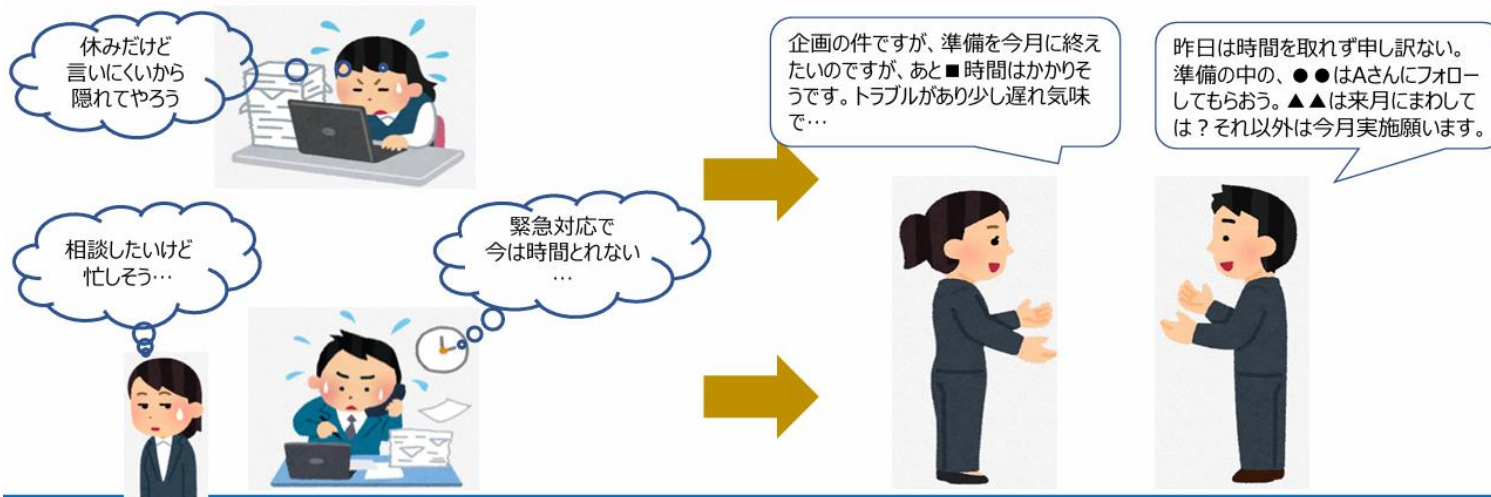 休みだけど
言いにくいから
隠れてやろう
相談したいけど
忙しそう…
緊急対応で
今は時間とれない
…
企画の件ですが、準備を今月に終え
たいのですが、あと■時間はかかりそ
うです。トラブルがあり少し遅れ気味
で…
昨日は時間を取れず申し訳ない。
準備の中の、●●はAさんにフォロー
してもらおう。▲▲は来月にまわして
は？それ以外は今月実施願います。